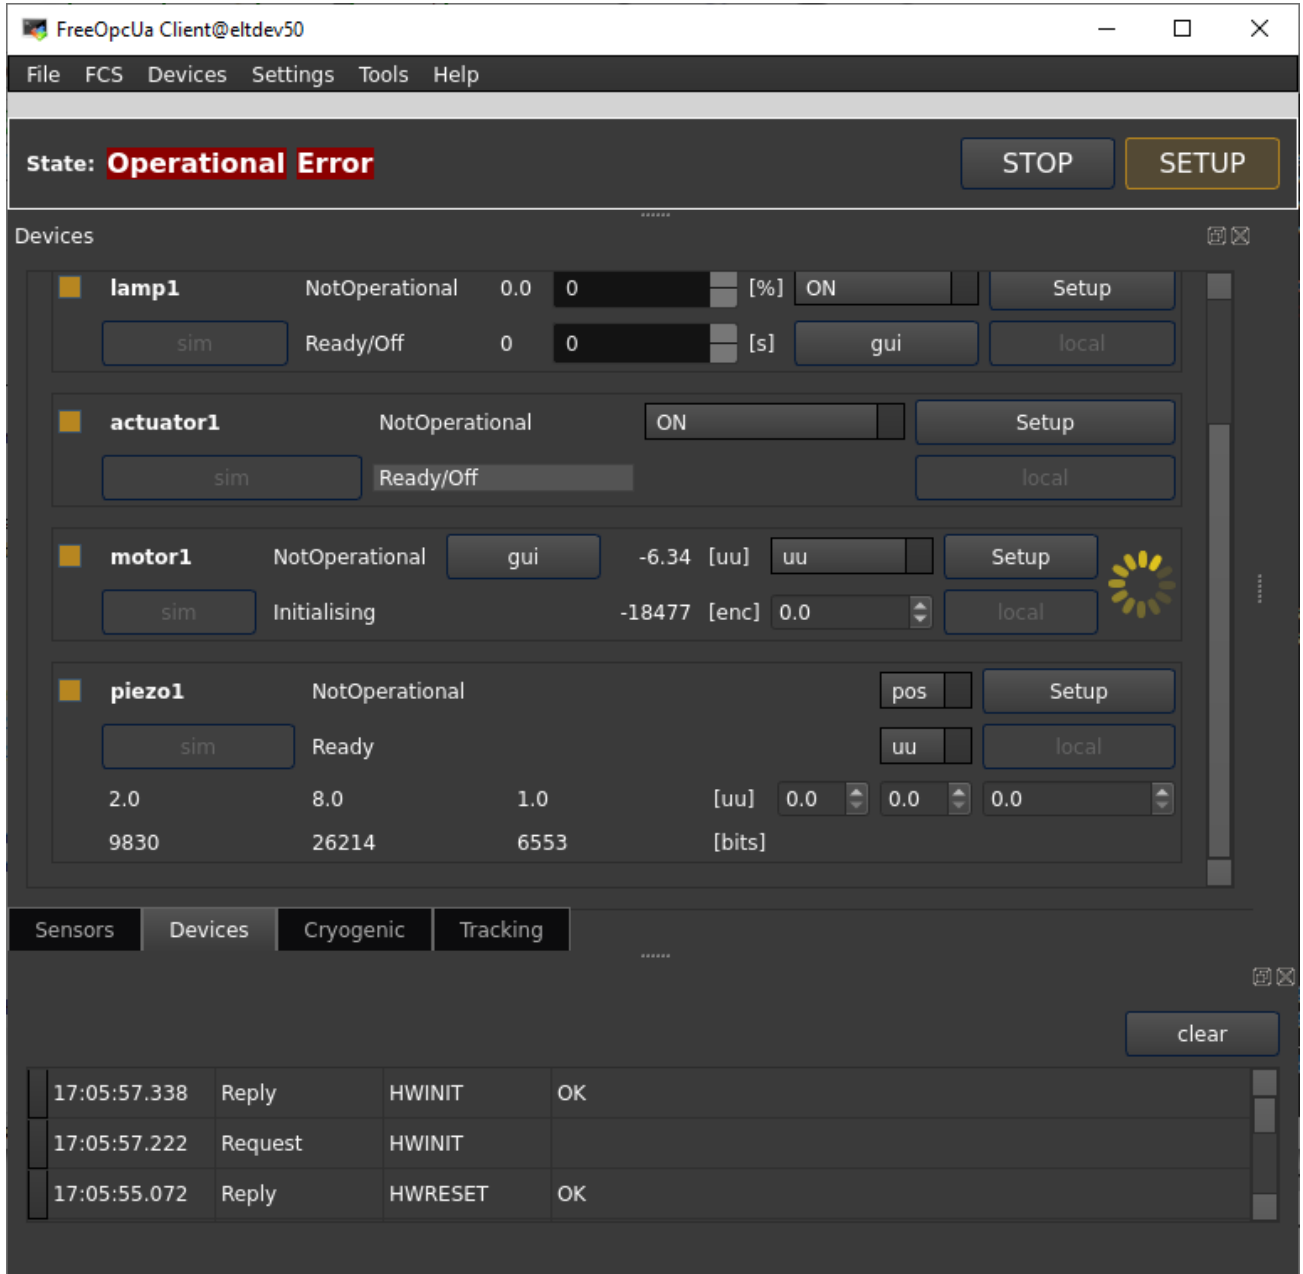 FreeOpcUa Client@eltdev50
File FCS Devices Settings Tools Help
State: Operational Error STOP SETUP
Devices
lamp1 NotOperational 0.0 0 [%] ON Setup
sim Ready/Off 0 0 [s] gui local
actuator1 NotOperational ON Setup
sim Ready/Off local
motor1 NotOperational gui -6.34 [uu] uu Setup
sim Initialising -18477 [enc] 0.0 local
piezo1 NotOperational pos Setup
sim Ready uu local
2.0 8.0 1.0 [uu] 0.0 0.0 0.0
9830 26214 6553 [bits]
Sensors Devices Cryogenic Tracking
clear
17:05:57.338 Reply HWINIT OK
17:05:57.222 Request HWINIT
17:05:55.072 Reply HWRESET OK